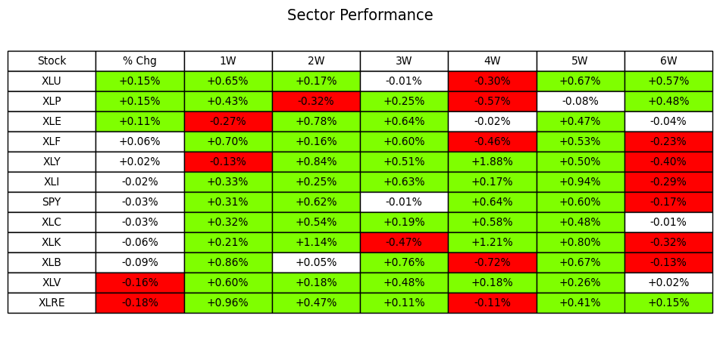 Sector Performance
Stock % Chg 1W 2W 3W 4W 5W 6W
XLU +0.15% +0.65% +0.17% -0.01% -0.30% +0.67% +0.57%
XLP +0.15% +0.43% -0.32% +0.25% -0.57% -0.08% +0.48%
XLE +0.11% -0.27% +0.78% +0.64% -0.02% +0.47% -0.04%
XLF +0.06% +0.70% +0.16% +0.60% -0.46% +0.53% -0.23%
XLY +0.02% -0.13% +0.84% +0.51% +1.88% +0.50% -0.40%
XLI -0.02% +0.33% +0.25% +0.63% +0.17% +0.94% -0.29%
SPY -0.03% +0.31% +0.62% -0.01% +0.64% +0.60% -0.17%
XLC -0.03% +0.32% +0.54% +0.19% +0.58% +0.48% -0.01%
XLK -0.06% +0.21% +1.14% -0.47% +1.21% +0.80% -0.32%
XLB -0.09% +0.86% +0.05% +0.76% -0.72% +0.67% -0.13%
XLV -0.16% +0.60% +0.18% +0.48% +0.18% +0.26% +0.02%
XLRE -0.18% +0.96% +0.47% +0.11% -0.11% +0.41% +0.15%